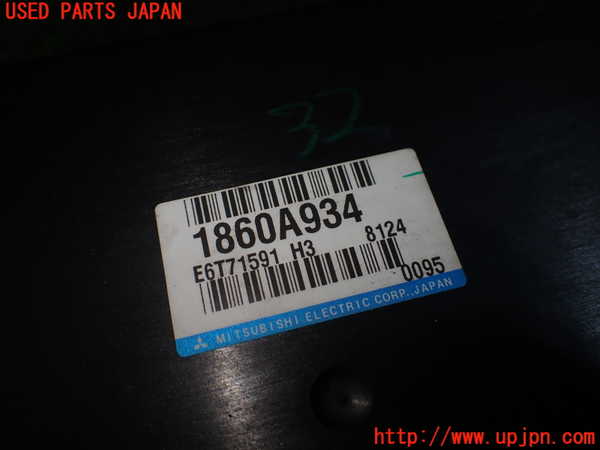 USED PARTS JAPAN
32
1860A934
E6T71591 H3 8124
0095
MITSUBISHI ELECTRIC CORP., JAPAN
http://www.upjpn.com/